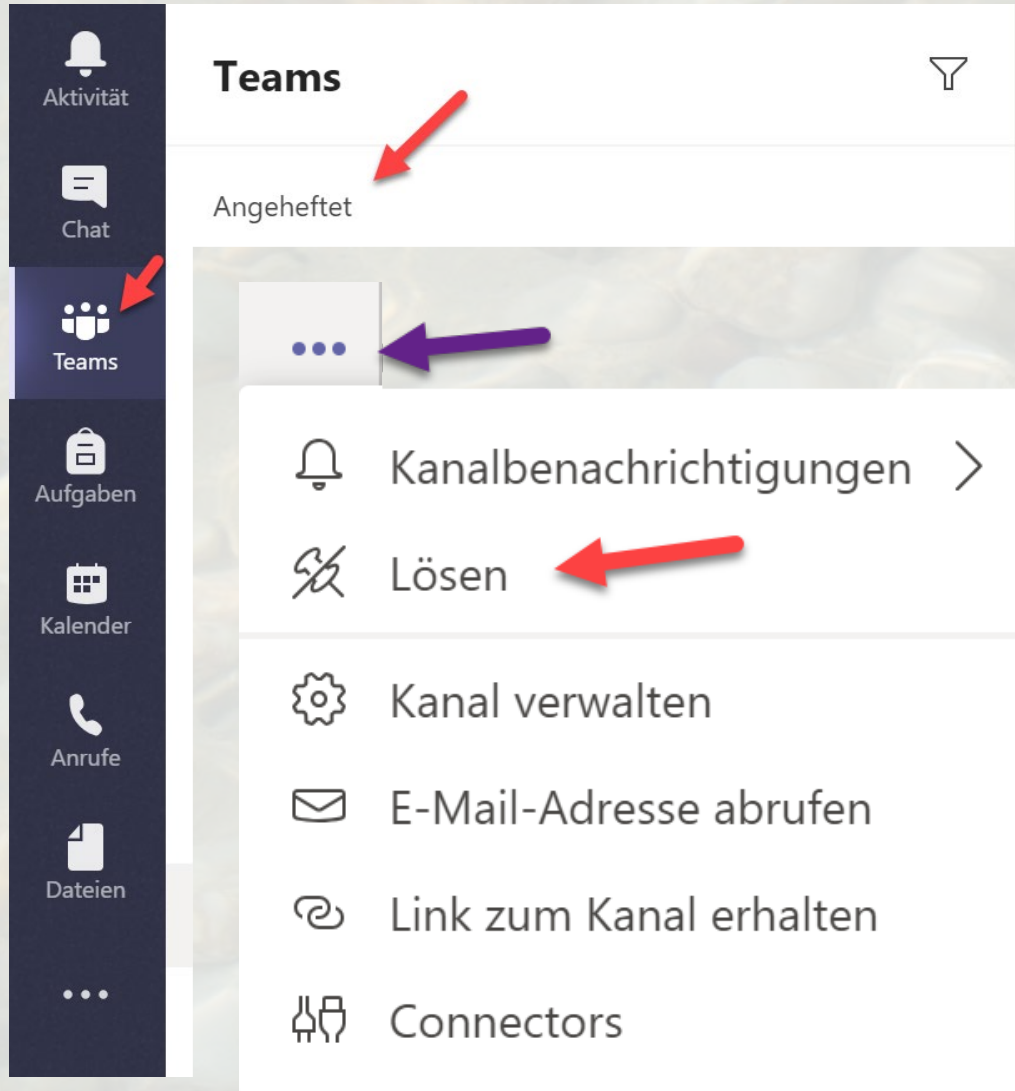 Aktivität
Chat
Teams
Aufgaben
Kalender
Anrufe
Dateien
Teams
Angeheftet
Kanalbenachrichtigungen
Lösen
Kanal verwalten
E-Mail-Adresse abrufen
Link zum Kanal erhalten
Connectors